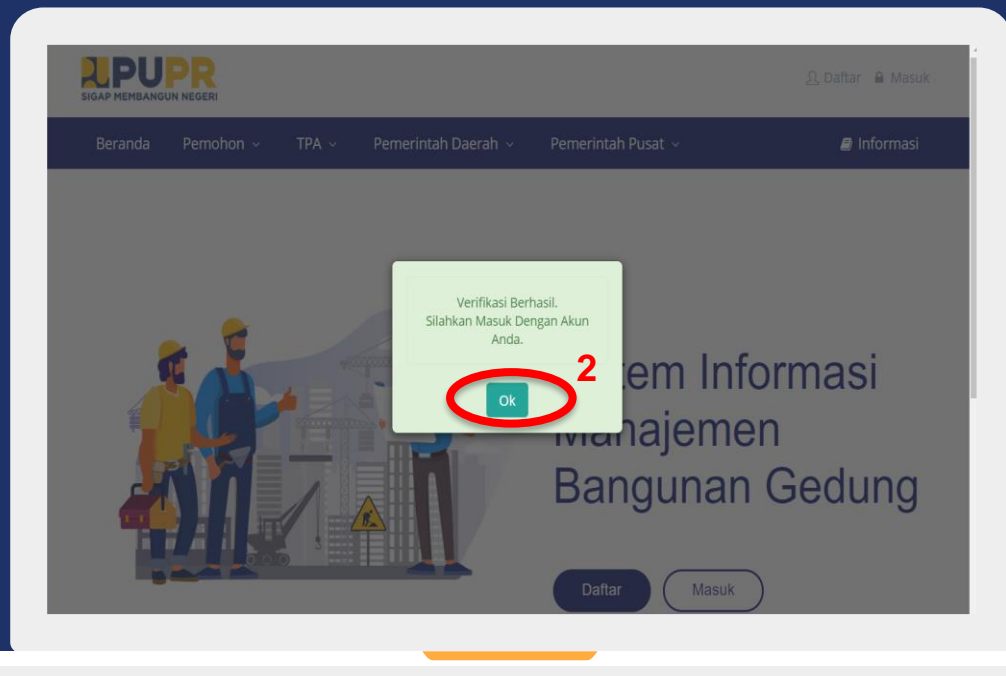 PUPR
SIGAP MEMBANGUN NEGERI
Daftar Masuk
Beranda Pemohon TPA Pemerintah Daerah Pemerintah Pusat Informasi
Verifikasi Berhasil.
Silahkan Masuk Dengan Akun
Anda.
2
Ok
tem Informasi
Manajemen
Bangunan Gedung
Daftar Masuk